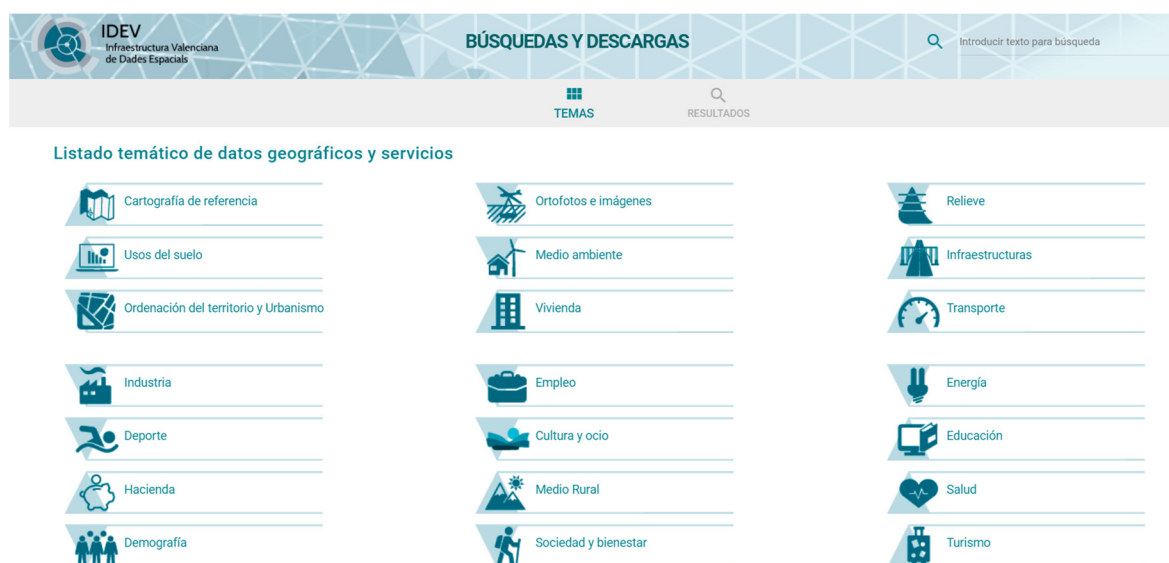 IDEV
Infraestructura Valenciana
de Dades Espacials
BÚSQUEDAS Y DESCARGAS
Introducir texto para búsqueda
TEMAS
RESULTADOS
Listado temático de datos geográficos y servicios
Cartografía de referencia
Ortofotos e imágenes
Relieve
Usos del suelo
Medio ambiente
Infraestructuras
Ordenación del territorio y Urbanismo
Vivienda
Transporte
Industria
Empleo
Energía
Deporte
Cultura y ocio
Educación
Hacienda
Medio Rural
Salud
Demografía
Sociedad y bienestar
Turismo